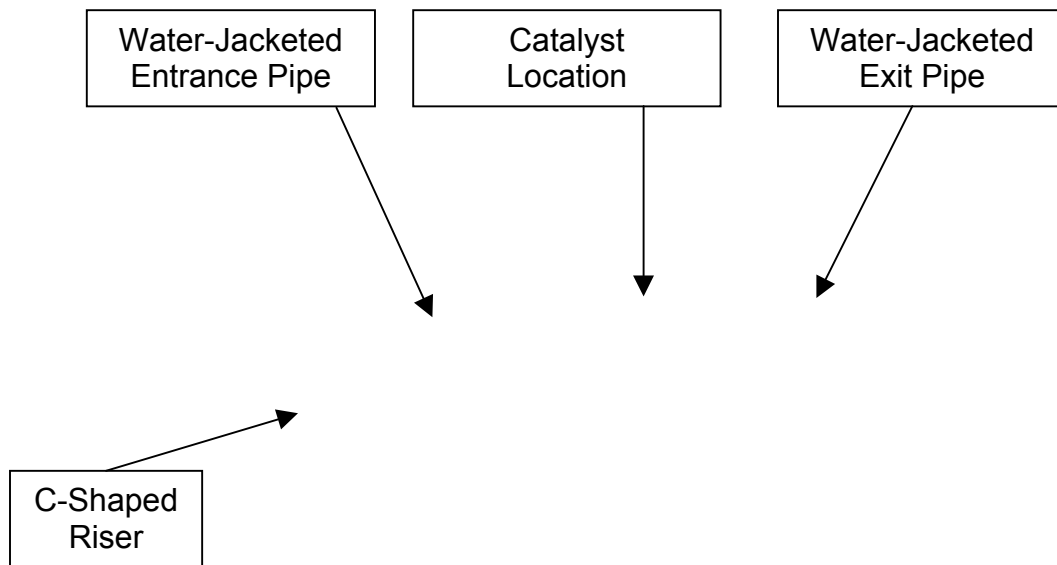 Water-Jacketed
Entrance Pipe
Catalyst
Location
Water-Jacketed
Exit Pipe
C-Shaped
Riser